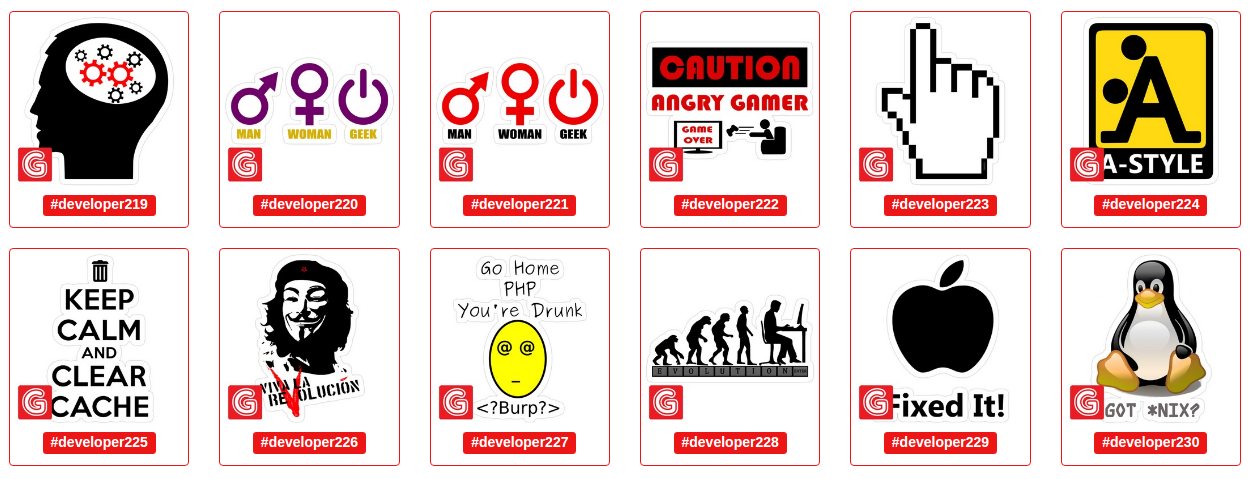 MAN WOMAN GEEK
MAN WOMAN GEEK
CAUTION
ANGRY GAMER
GAME
OVER
A
A-STYLE
G
G
G
G
G
G
#developer219
#developer220
#developer221
#developer222
#developer223
#developer224
KEEP
CALM
AND
CLEAR
CACHE
VIVA LA
REVOLUCIÓN
Go Home
PHP
You're Drunk
@ @
<?Burp?>
EVOLUTION
Fixed It!
GOT *NIX?
G
G
G
G
G
G
#developer225
#developer226
#developer227
#developer228
#developer229
#developer230